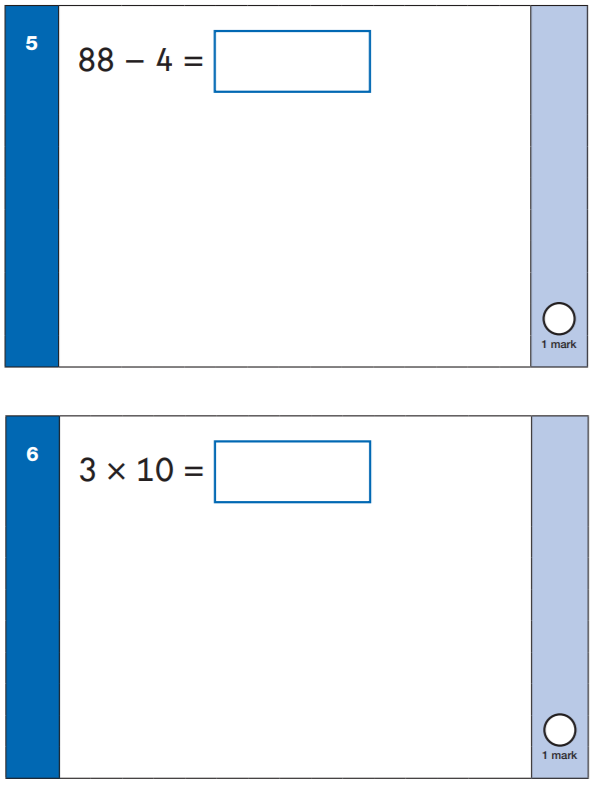 5
88 – 4 =
1 mark
6
3 × 10 =
1 mark